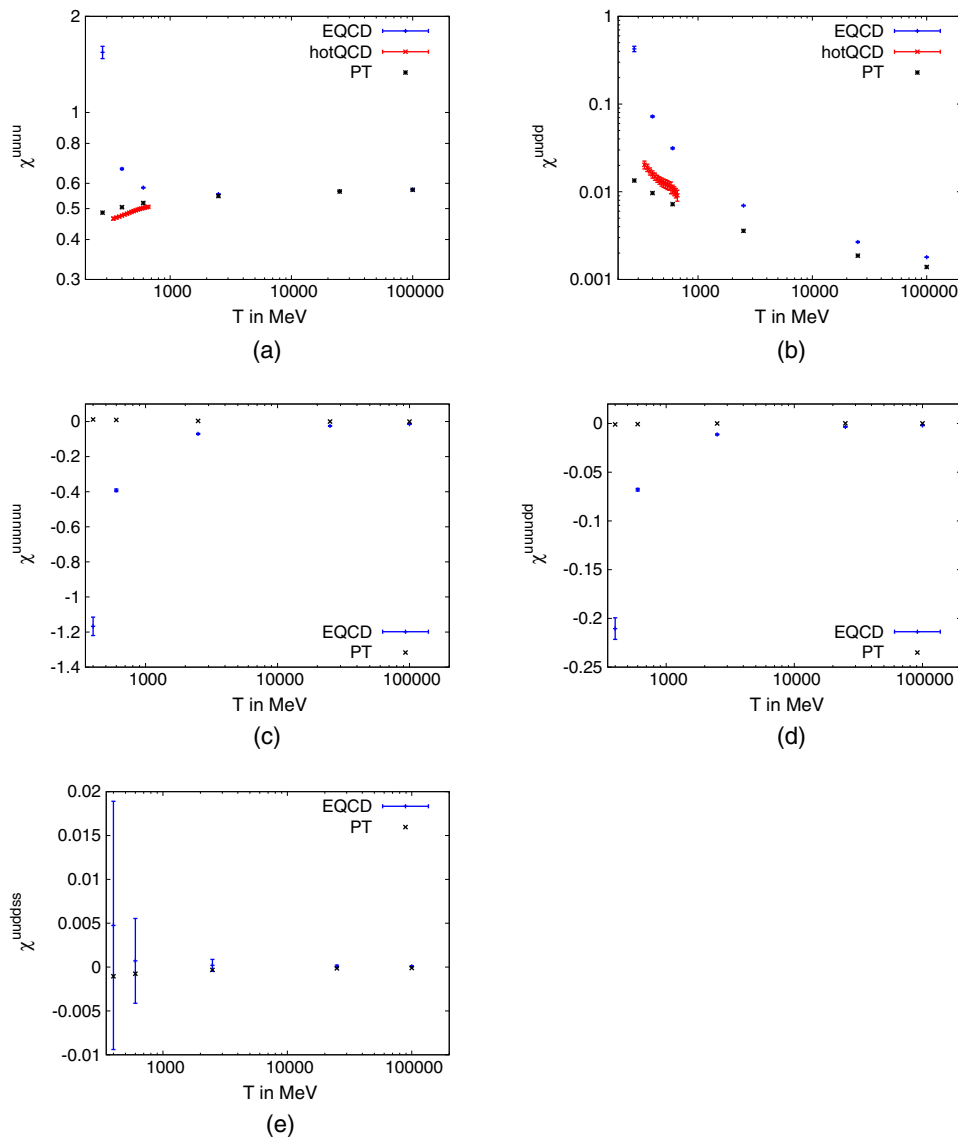 2
1
0.8
0.6
0.5
0.4
0.3
1000
10000
100000
χ^uuuu
T in MeV
EQCD
hotQCD
PT
(a)
1
0.1
0.01
0.001
1000
10000
100000
χ^uudd
T in MeV
EQCD
hotQCD
PT
(b)
0
-0.2
-0.4
-0.6
-0.8
-1
-1.2
-1.4
1000
10000
100000
χ^uuuuuu
T in MeV
EQCD
PT
(c)
0
-0.05
-0.1
-0.15
-0.2
-0.25
1000
10000
100000
χ^uuuudd
T in MeV
EQCD
PT
(d)
0.02
0.015
0.01
0.005
0
-0.005
-0.01
1000
10000
100000
χ^uuddss
T in MeV
EQCD
PT
(e)